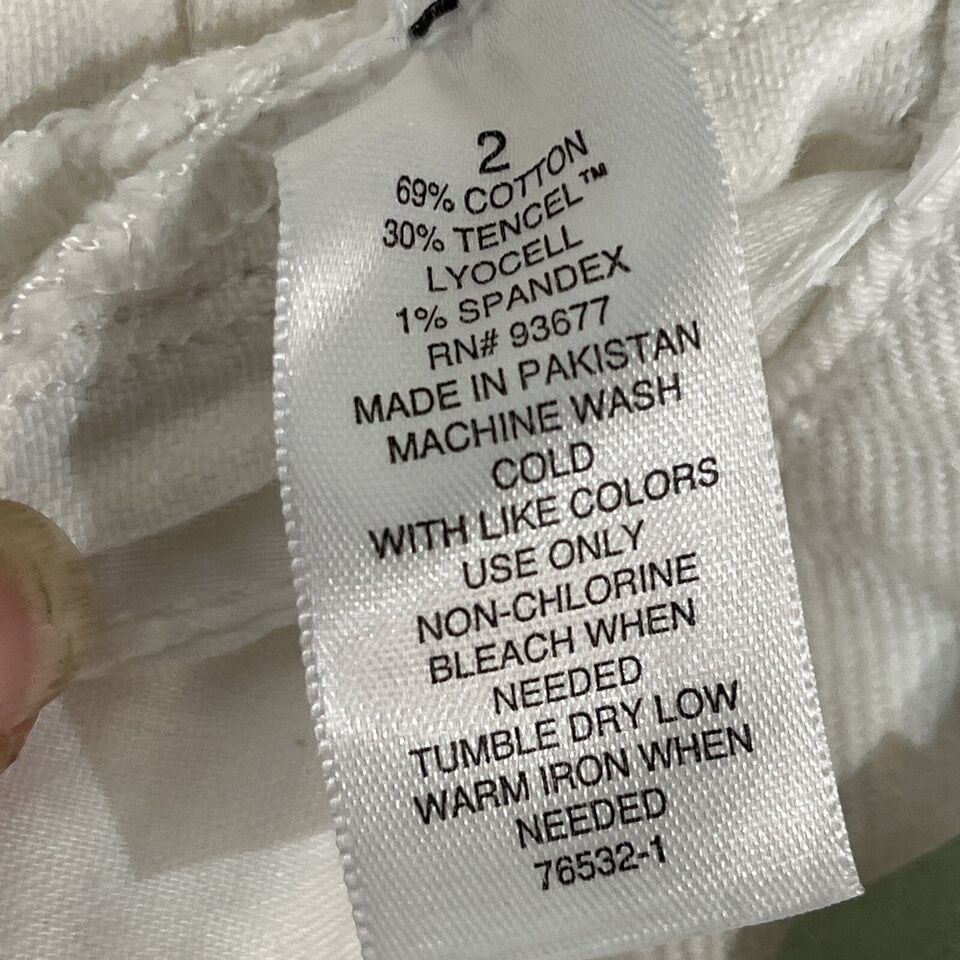 2
69% COTTON
30% TENCEL™
LYOCELL
1% SPANDEX
RN# 93677
MADE IN PAKISTAN
MACHINE WASH
COLD
WITH LIKE COLORS
USE ONLY
NON-CHLORINE
BLEACH WHEN
NEEDED
TUMBLE DRY LOW
WARM IRON WHEN
NEEDED
76532-1